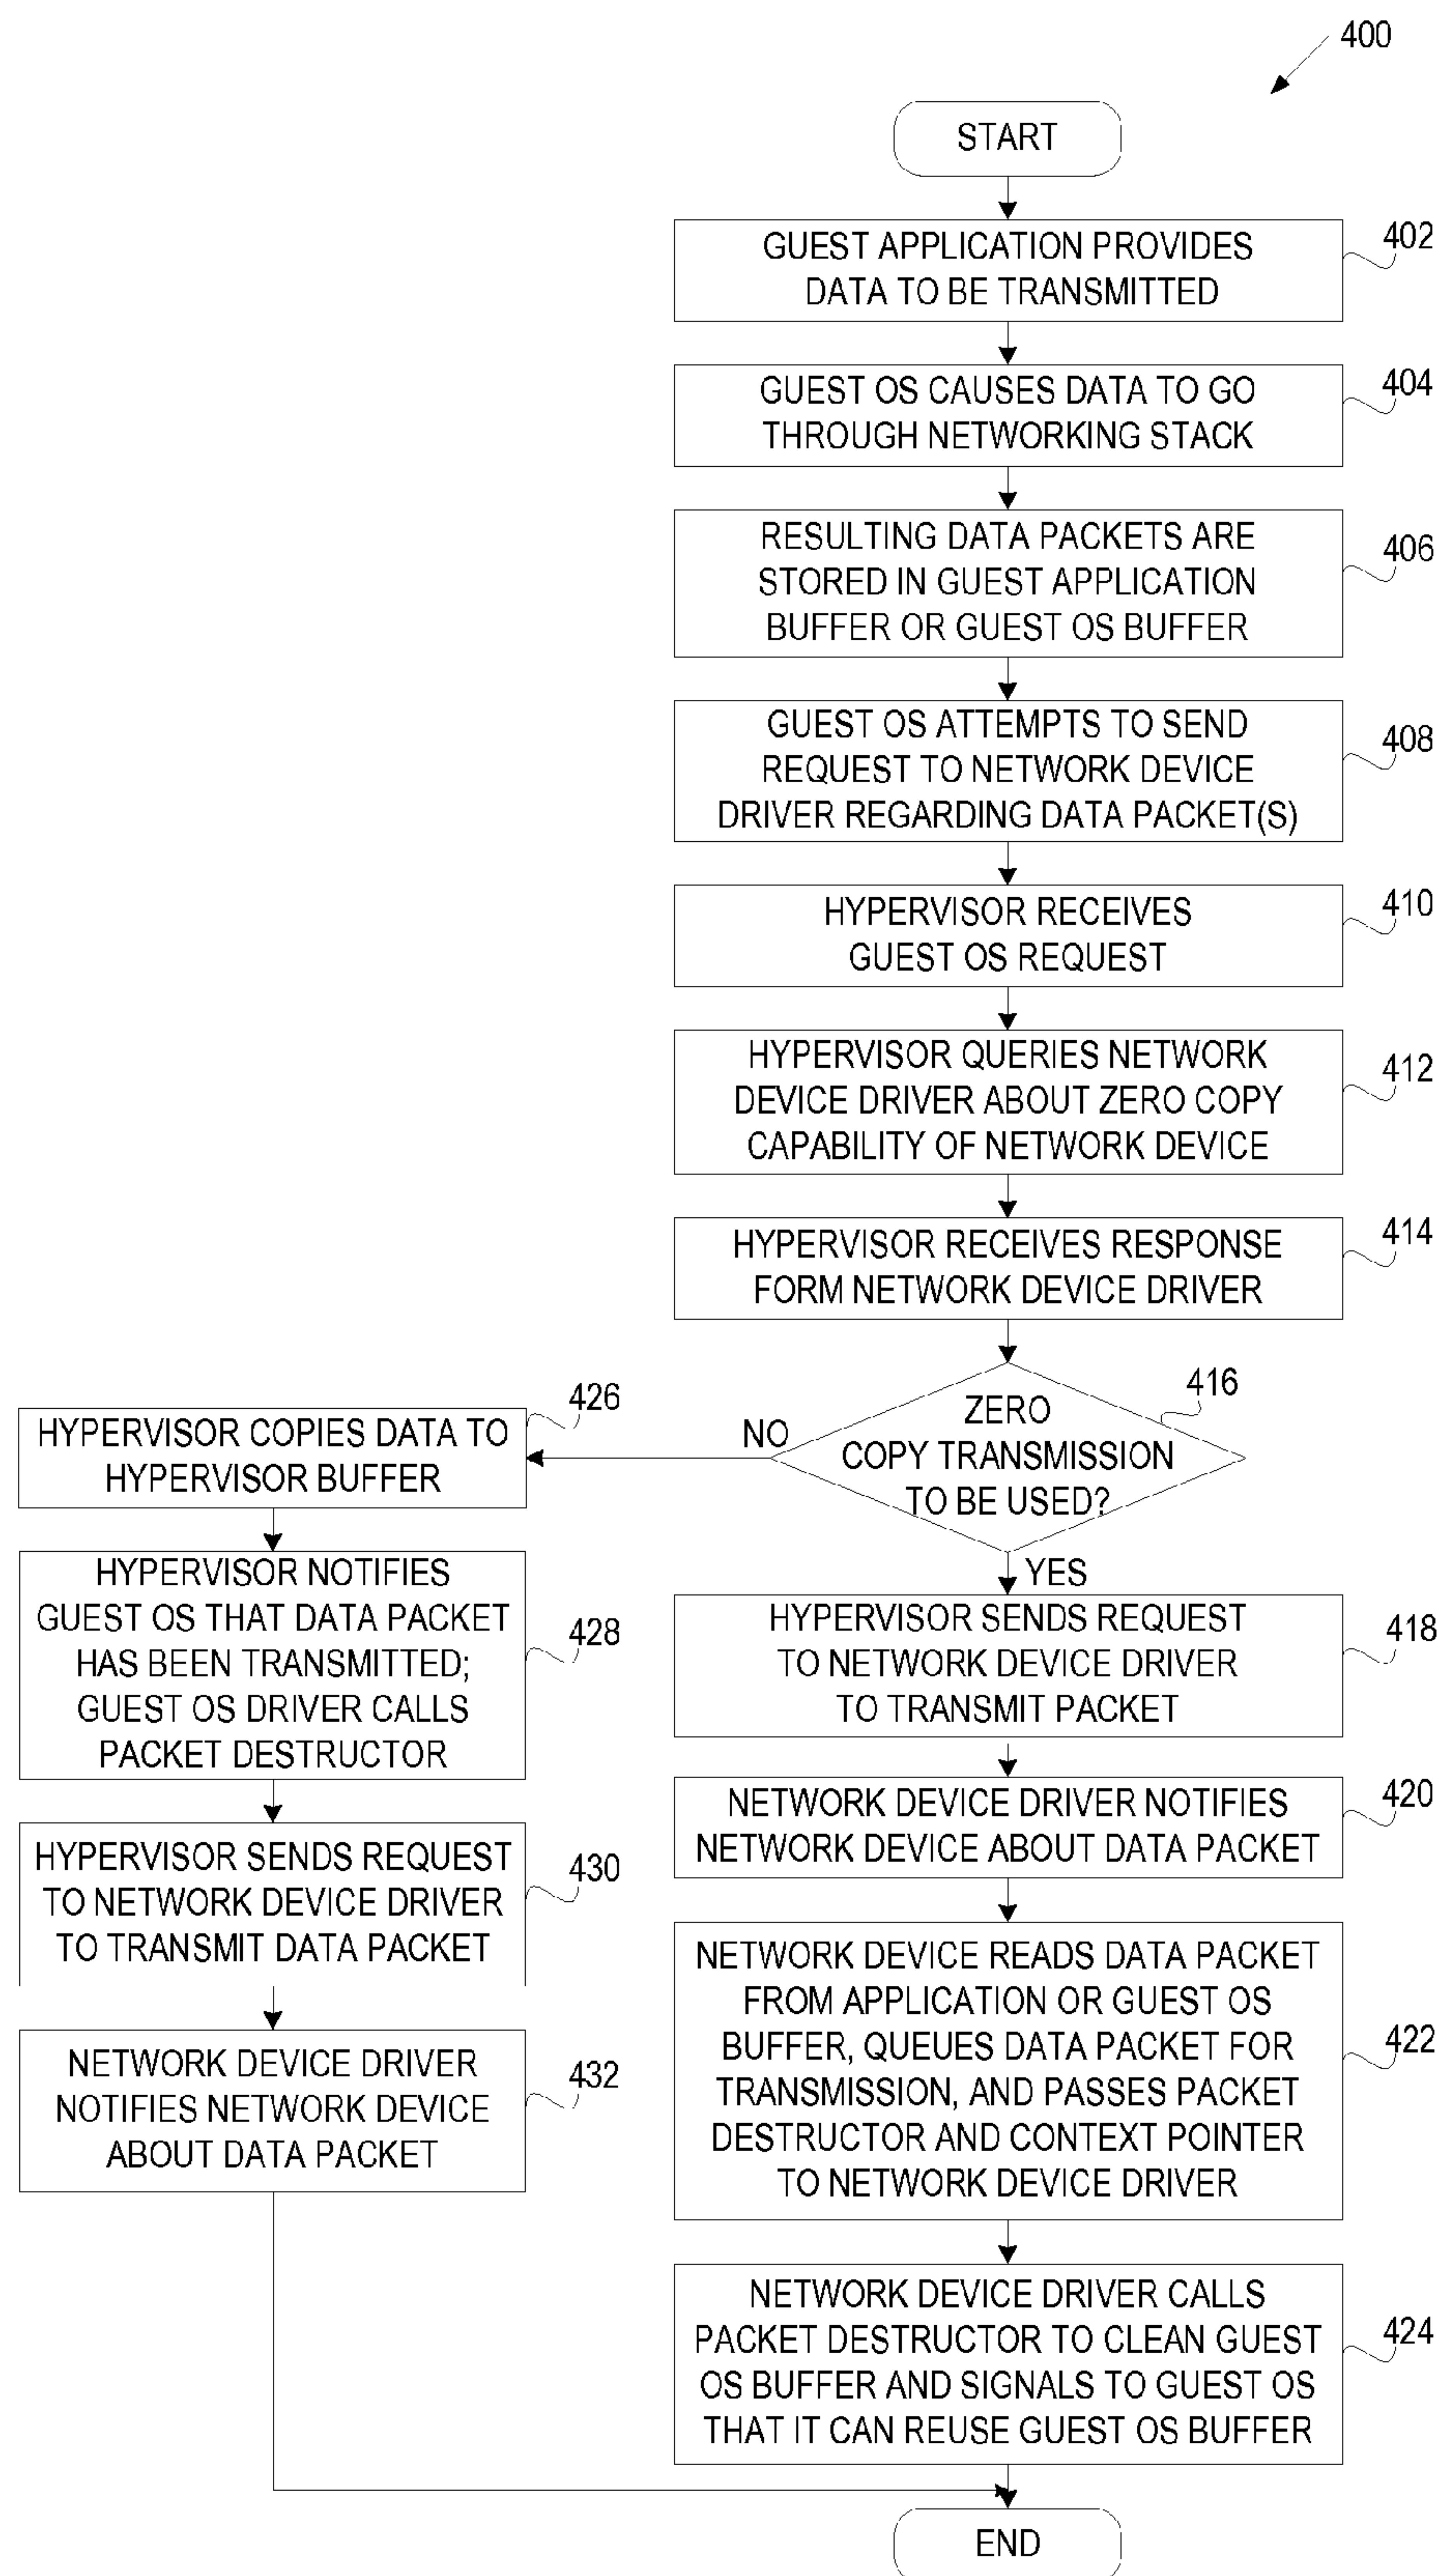 400
START
GUEST APPLICATION PROVIDES
DATA TO BE TRANSMITTED
402
GUEST OS CAUSES DATA TO GO
THROUGH NETWORKING STACK
404
RESULTING DATA PACKETS ARE
STORED IN GUEST APPLICATION
BUFFER OR GUEST OS BUFFER
406
GUEST OS ATTEMPTS TO SEND
REQUEST TO NETWORK DEVICE
DRIVER REGARDING DATA PACKET(S)
408
HYPERVISOR RECEIVES
GUEST OS REQUEST
410
HYPERVISOR QUERIES NETWORK
DEVICE DRIVER ABOUT ZERO COPY
CAPABILITY OF NETWORK DEVICE
412
HYPERVISOR RECEIVES RESPONSE
FORM NETWORK DEVICE DRIVER
414
ZERO
COPY TRANSMISSION
TO BE USED?
416
NO
YES
HYPERVISOR COPIES DATA TO
HYPERVISOR BUFFER
426
HYPERVISOR NOTIFIES
GUEST OS THAT DATA PACKET
HAS BEEN TRANSMITTED;
GUEST OS DRIVER CALLS
PACKET DESTRUCTOR
428
HYPERVISOR SENDS REQUEST
TO NETWORK DEVICE DRIVER
TO TRANSMIT DATA PACKET
430
NETWORK DEVICE DRIVER
NOTIFIES NETWORK DEVICE
ABOUT DATA PACKET
432
HYPERVISOR SENDS REQUEST
TO NETWORK DEVICE DRIVER
TO TRANSMIT PACKET
418
NETWORK DEVICE DRIVER NOTIFIES
NETWORK DEVICE ABOUT DATA PACKET
420
NETWORK DEVICE READS DATA PACKET
FROM APPLICATION OR GUEST OS
BUFFER, QUEUES DATA PACKET FOR
TRANSMISSION, AND PASSES PACKET
DESTRUCTOR AND CONTEXT POINTER
TO NETWORK DEVICE DRIVER
422
NETWORK DEVICE DRIVER CALLS
PACKET DESTRUCTOR TO CLEAN GUEST
OS BUFFER AND SIGNALS TO GUEST OS
THAT IT CAN REUSE GUEST OS BUFFER
424
END